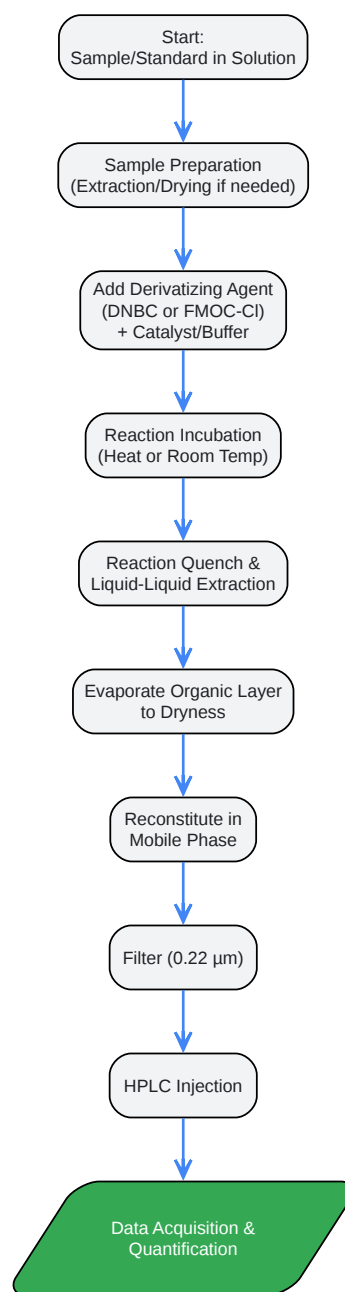 Start:
Sample/Standard in Solution
Sample Preparation
(Extraction/Drying if needed)
Add Derivatizing Agent
(DNBC or FMOC-Cl)
+ Catalyst/Buffer
Reaction Incubation
(Heat or Room Temp)
Reaction Quench &
Liquid-Liquid Extraction
Evaporate Organic Layer
to Dryness
Reconstitute in
Mobile Phase
Filter (0.22 µm)
HPLC Injection
Data Acquisition &
Quantification